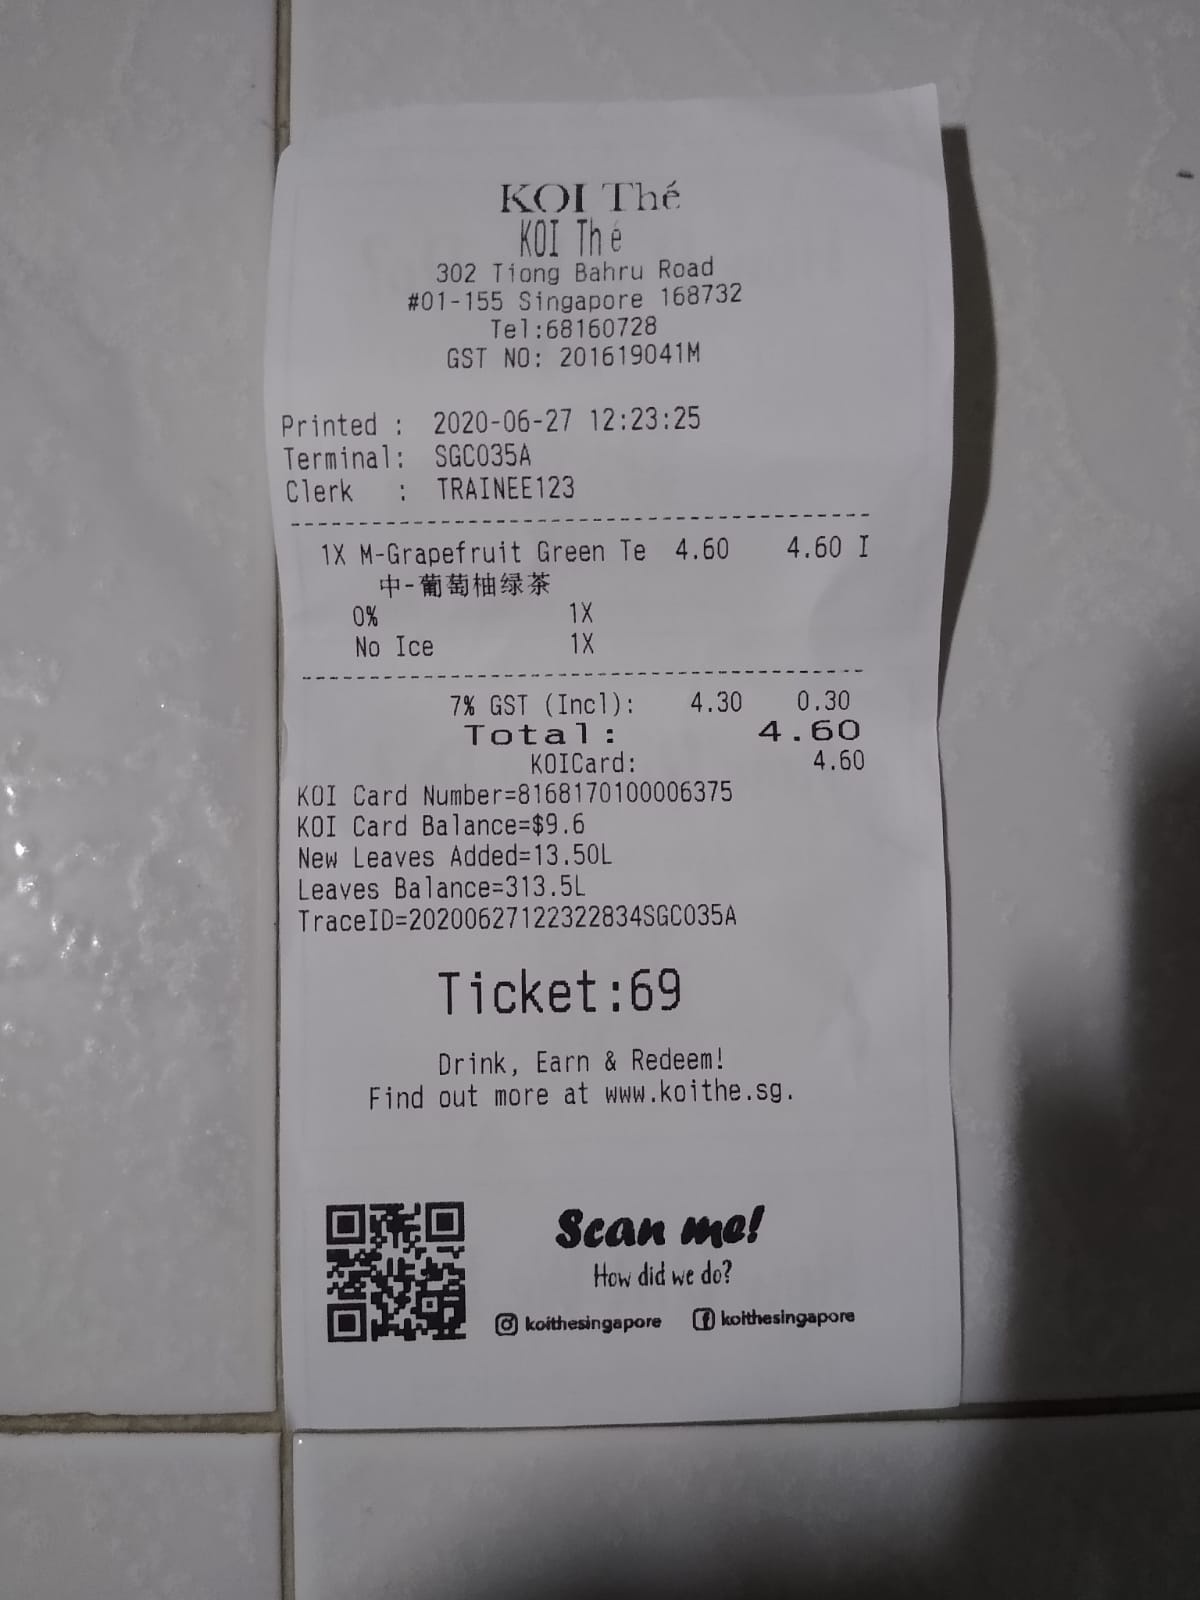 KOI Thé
KOI Thé
302 Tiong Bahru Road
#01-155 Singapore 168732
Tel:68160728
GST NO: 201619041M
Printed : 2020-06-27 12:23:25
Terminal: SGC035A
Clerk : TRAINEE123
1X M-Grapefruit Green Te 4.60 4.60 I
中-葡萄柚绿茶
0% 1X
No Ice 1X
7% GST (Incl): 4.30 0.30
Total: 4.60
KOICard: 4.60
KOI Card Number=8168170100006375
KOI Card Balance=$9.6
New Leaves Added=13.50L
Leaves Balance=313.5L
TraceID=20200627122322834SGC035A
Ticket:69
Drink, Earn & Redeem!
Find out more at www.koithe.sg.
Scan me!
How did we do?
koithesingapore koithesingapore